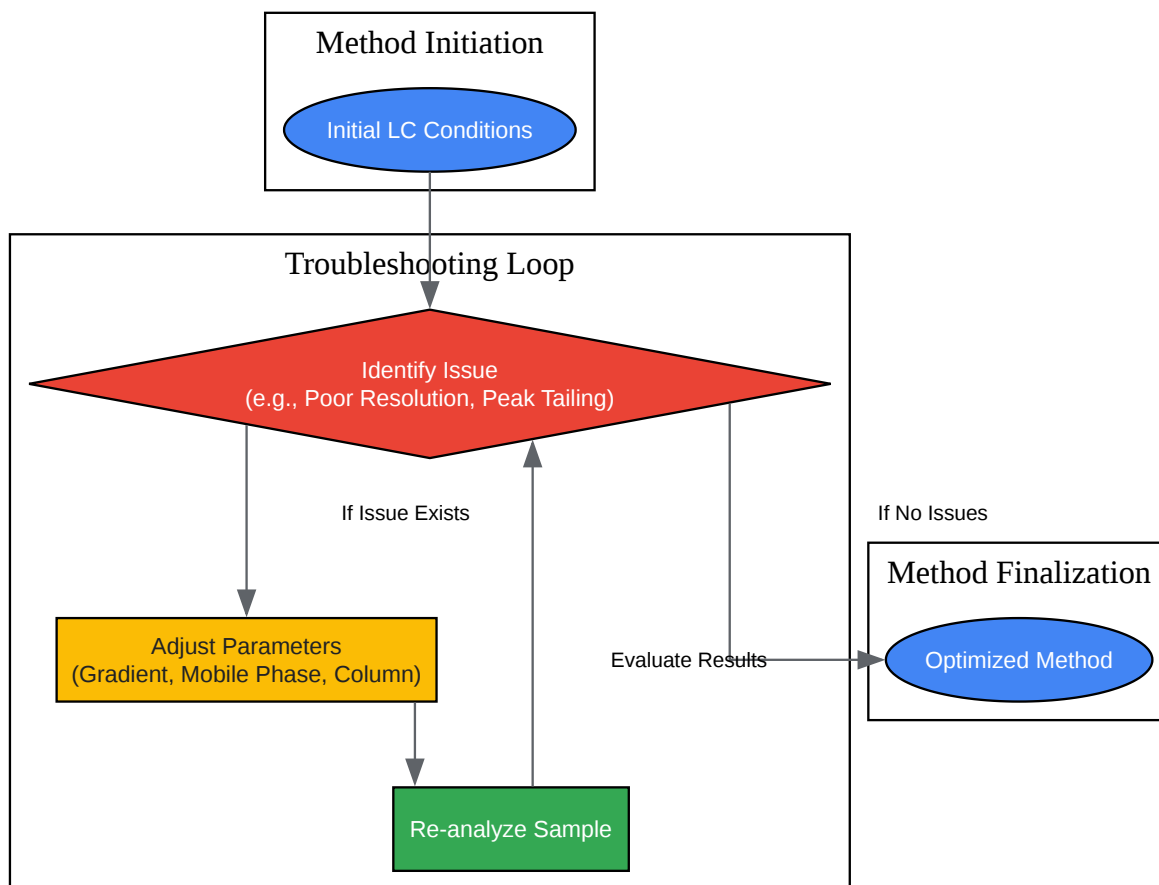 Method Initiation
Initial LC Conditions
Troubleshooting Loop
Identify Issue
(e.g., Poor Resolution, Peak Tailing)
If Issue Exists
If No Issues
Method Finalization
Adjust Parameters
(Gradient, Mobile Phase, Column)
Evaluate Results
Optimized Method
Re-analyze Sample